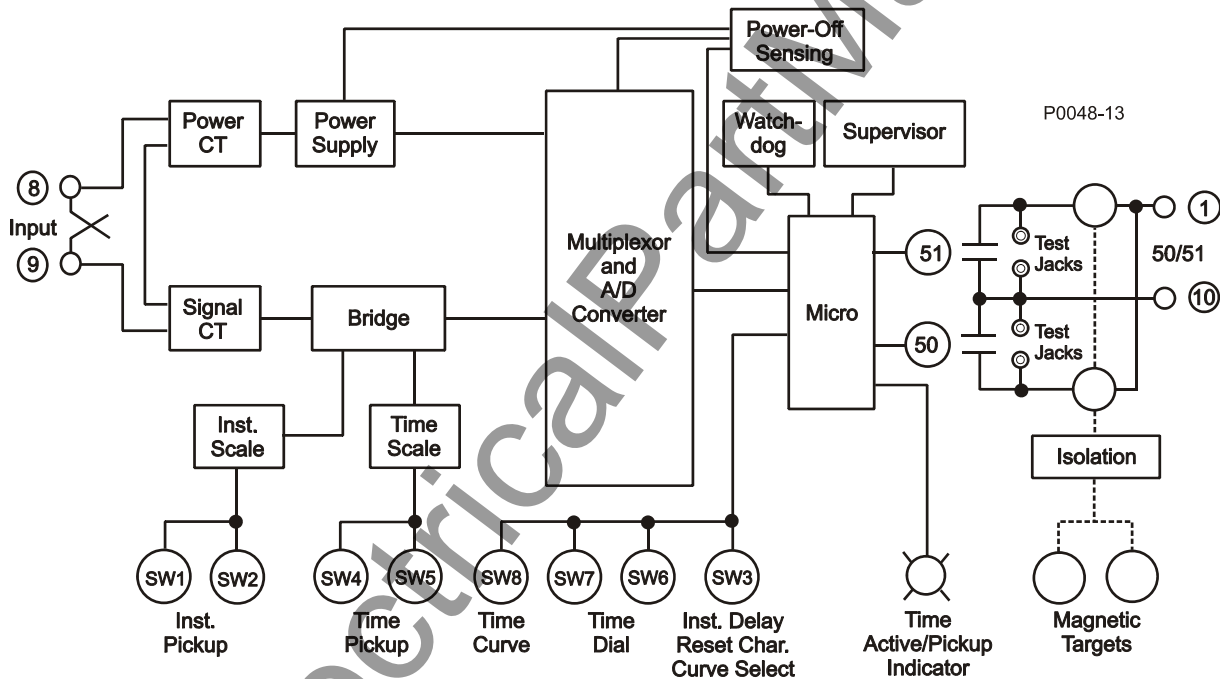 Power-Off
Sensing
P0048-13
Power
CT
Power
Supply
Watch-
dog
Supervisor
8
Input
9
Signal
CT
Bridge
Multiplexor
and
A/D
Converter
Micro
51
50
Test
Jacks
Test
Jacks
1
50/51
10
Inst.
Scale
Time
Scale
Isolation
SW1
SW2
SW4
SW5
SW8
SW7
SW6
SW3
Inst.
Pickup
Time
Pickup
Time
Curve
Time
Dial
Inst. Delay
Reset Char.
Curve Select
Time
Active/Pickup
Indicator
Magnetic
Targets
ectricalPartM